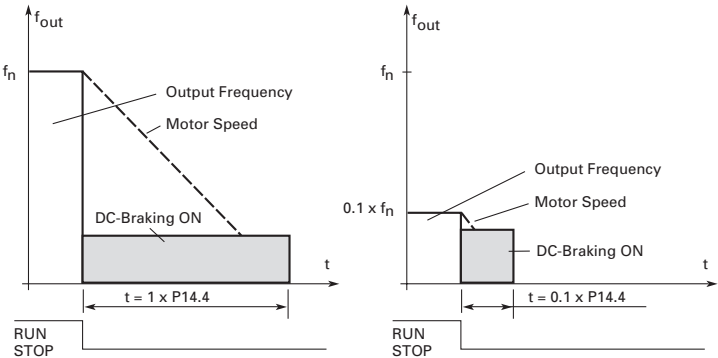 fout
fn
Output Frequency
Motor Speed
DC-Braking ON
t
t = 1 x P14.4
RUN
STOP
fout
fn
Output Frequency
0.1 x fn
Motor Speed
DC-Braking ON
t
t = 0.1 x P14.4
RUN
STOP